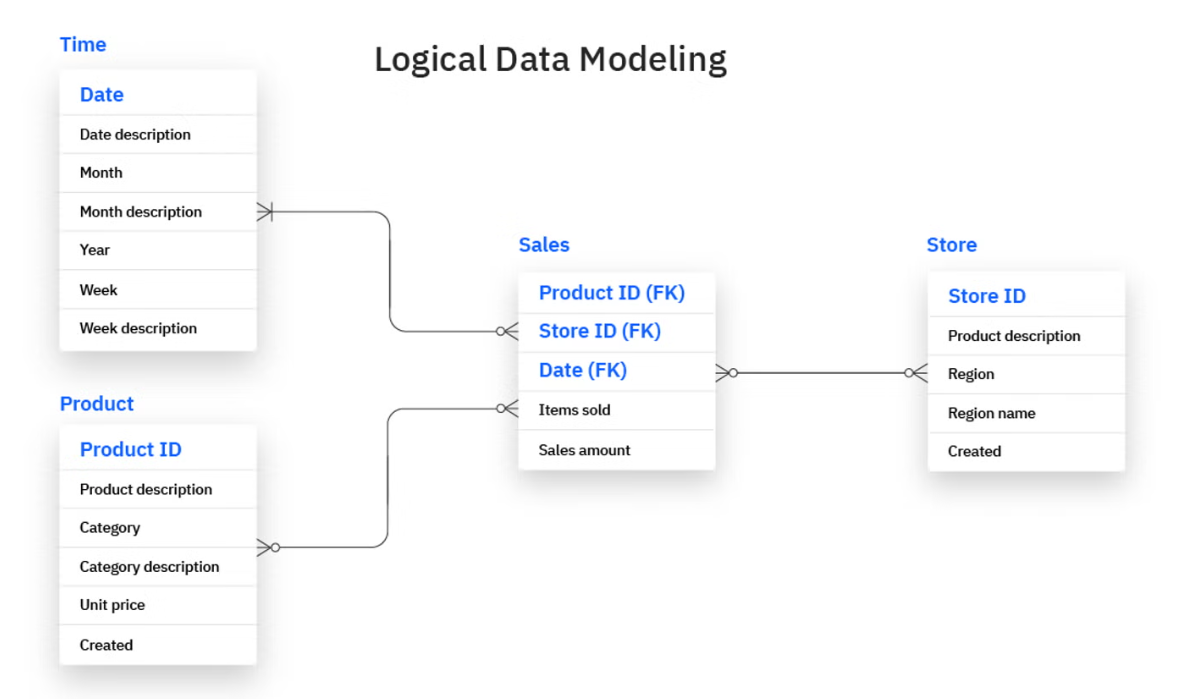 Logical Data Modeling
Time
Date
Date description
Month
Month description
Year
Week
Week description
Product
Product ID
Product description
Category
Category description
Unit price
Created
Sales
Product ID (FK)
Store ID (FK)
Date (FK)
Items sold
Sales amount
Store
Store ID
Product description
Region
Region name
Created